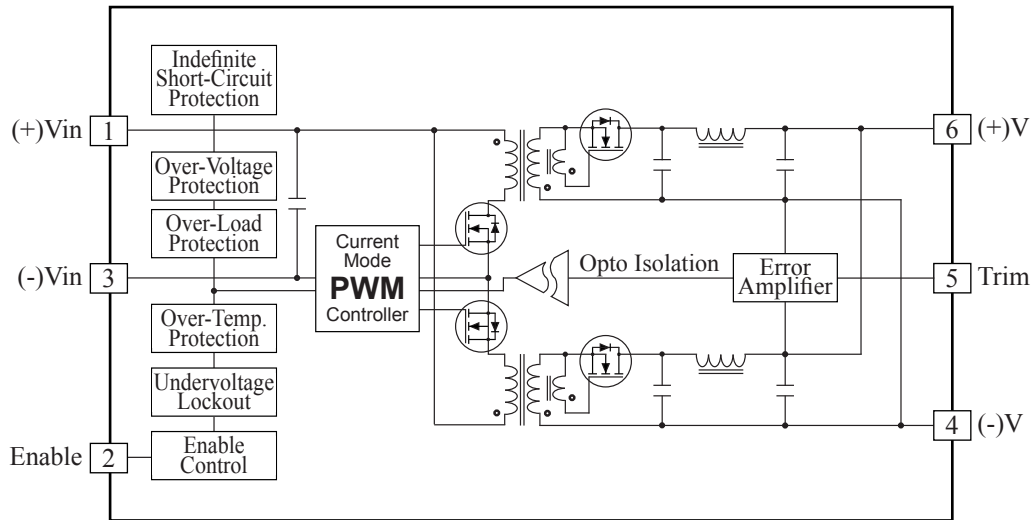 Indefinite
Short-Circuit
Protection
(+)Vin
1
Over-Voltage
Protection
Over-Load
Protection
(-)Vin
3
Over-Temp.
Protection
Undervoltage
Lockout
Enable
2
Enable
Control
Current
Mode
PWM
Controller
Opto Isolation
Error
Amplifier
6
(+)V
5
Trim
4
(-)V